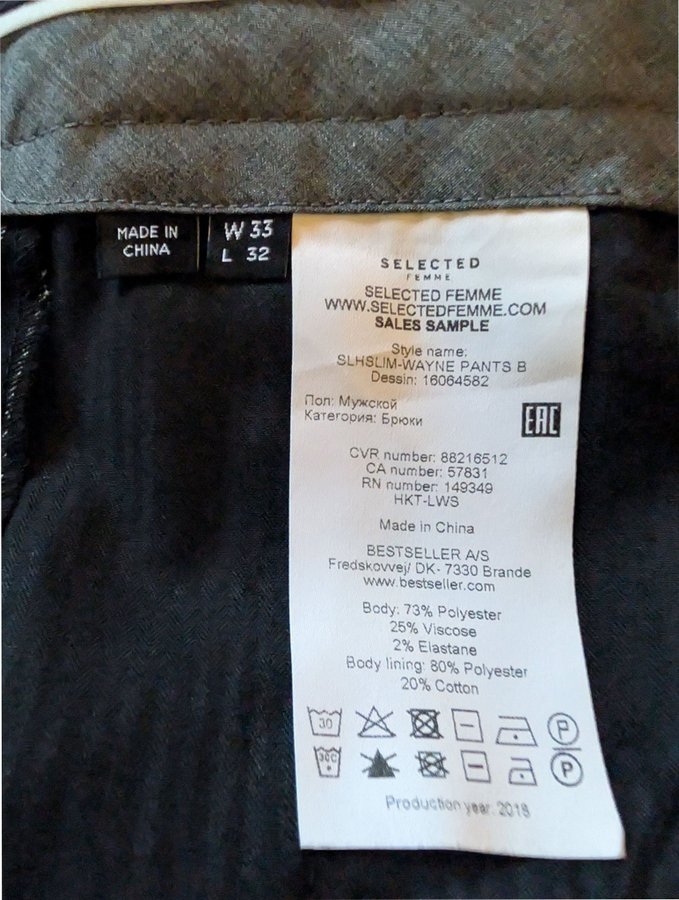 MADE IN
CHINA
W 33
L 32
SELECTED
FEMME
SELECTED FEMME
WWW.SELECTEDFEMME.COM
SALES SAMPLE
Style name:
SLHSLIM-WAYNE PANTS B
Dessin: 16064582
Пол: Мужской
Категория: Брюки
EAC
CVR number: 88216512
CA number: 57831
RN number: 149349
HKT-LWS
Made in China
BESTSELLER A/S
Fredskovvej/ DK- 7330 Brande
www.bestseller.com
Body: 73% Polyester
25% Viscose
2% Elastane
Body lining: 80% Polyester
20% Cotton
30 P
30C P
Production year: 2018